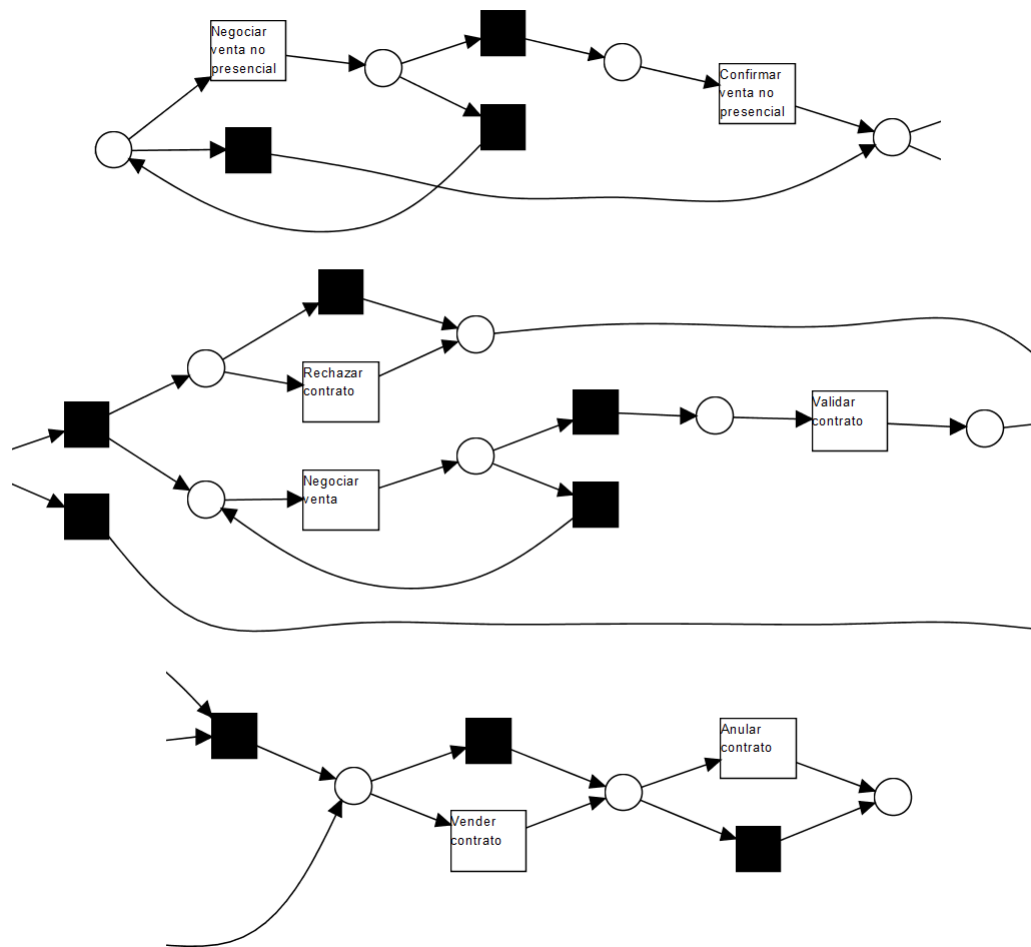 Negociar
venta no
presencial
Confirmar
venta no
presencial
Rechazar
contrato
Validar
contrato
Negociar
venta
Anular
contrato
Vender
contrato